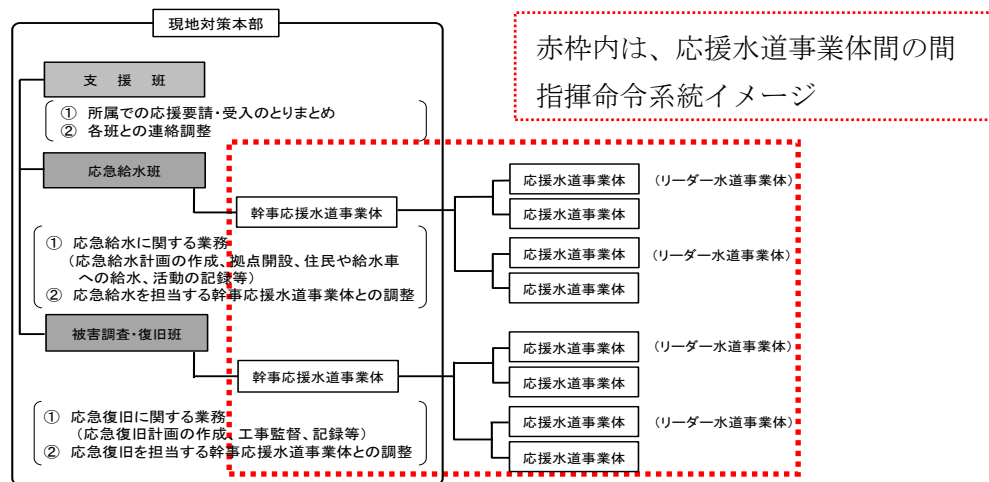 現地対策本部
赤枠内は、応援水道事業体間の間
指揮命令系統イメージ
支 援 班
① 所属での応援要請・受入のとりまとめ
② 各班との連絡調整
応急給水班
幹事応援水道事業体
応援水道事業体 (リーダー水道事業体)
応援水道事業体
応援水道事業体 (リーダー水道事業体)
応援水道事業体
① 応急給水に関する業務
(応急給水計画の作成、拠点開設、住民や給水車
への給水、活動の記録等)
② 応急給水を担当する幹事応援水道事業体との調整
被害調査・復旧班
幹事応援水道事業体
応援水道事業体 (リーダー水道事業体)
応援水道事業体
応援水道事業体 (リーダー水道事業体)
応援水道事業体
① 応急復旧に関する業務
(応急復旧計画の作成、工事監督、記録等)
② 応急復旧を担当する幹事応援水道事業体との調整